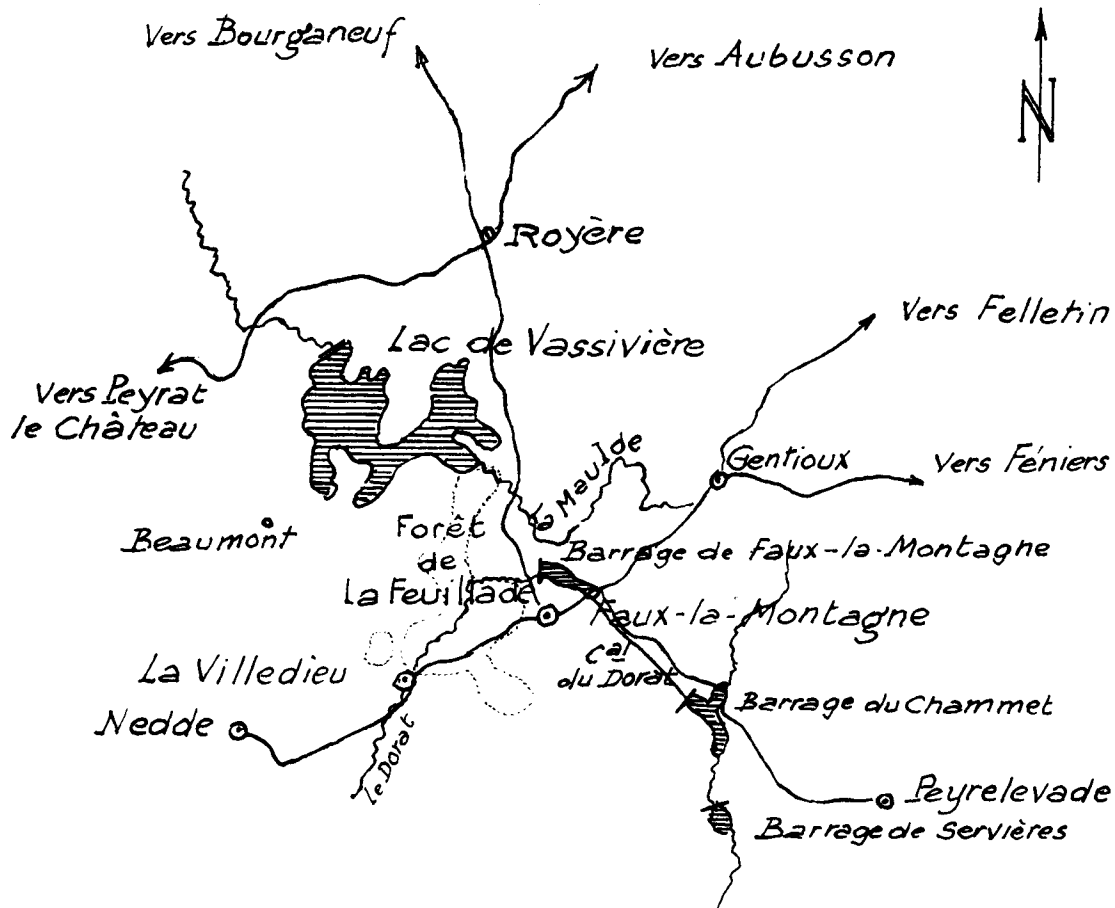 Vers Bourganeuf
Vers Aubusson
N
Royère
Vers Felletin
Lac de Vassivière
Vers Peyrat
le Château
Gentioux
Vers Féniers
la Maulde
Beaumont
Forêt
de
la Feuillade
Barrage de Faux-la-Montagne
Faux-la-Montagne
Cal
du Dorat
La Villedieu
Barrage du Chammet
Nedde
le Dorat
Peyrelevade
Barrage de Servières